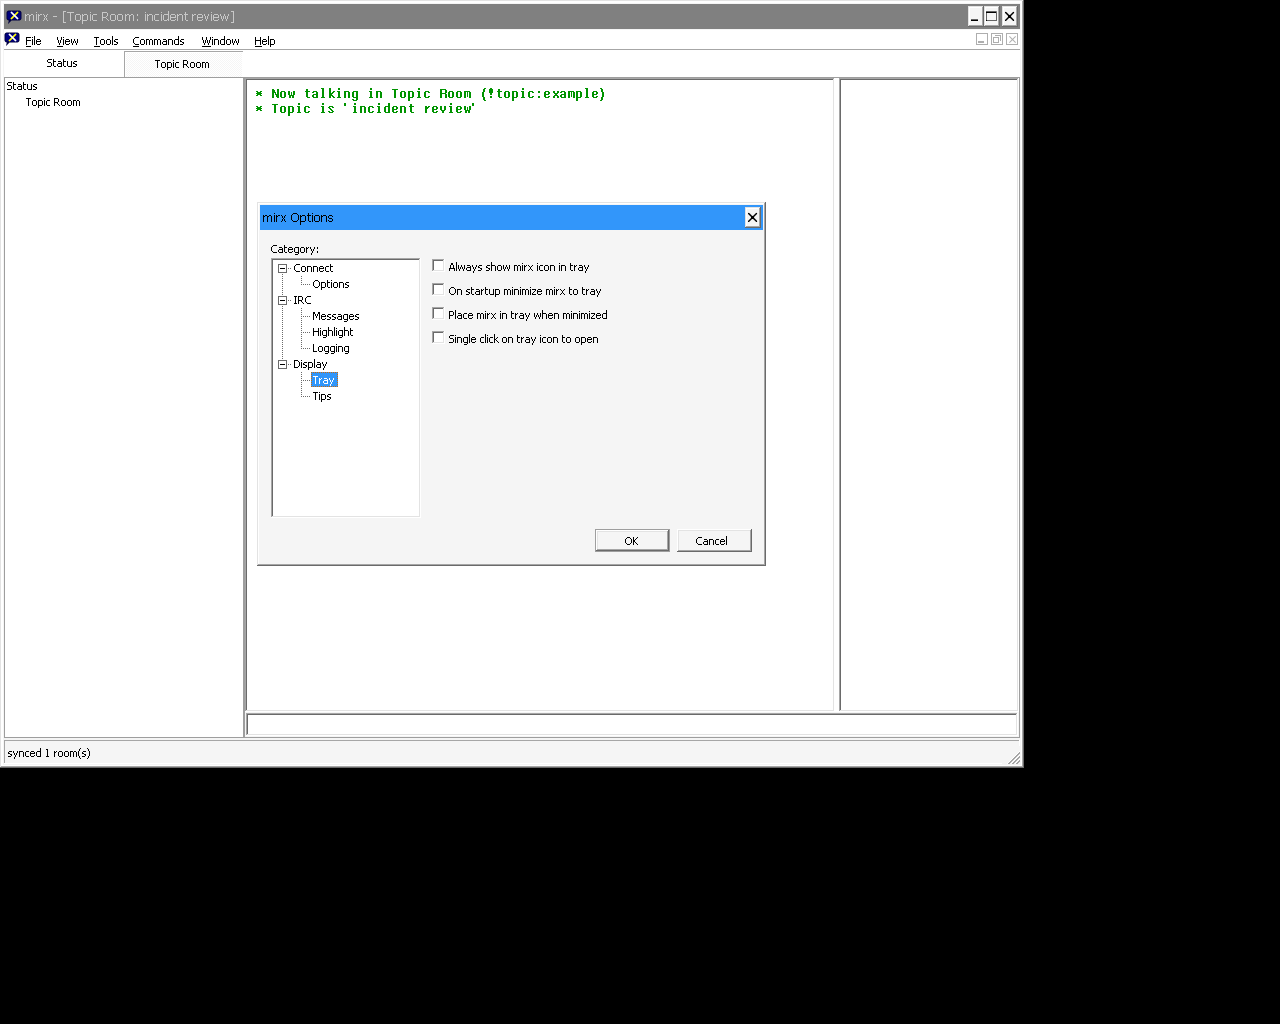 mirx - [Topic Room: incident review]
File View Tools Commands Window Help
Status Topic Room
Status
Topic Room
* Now talking in Topic Room (!topic:example)
* Topic is 'incident review'
mirx Options
Category:
Connect
Options
IRC
Messages
Highlight
Logging
Display
Tray
Tips
Always show mirx icon in tray
On startup minimize mirx to tray
Place mirx in tray when minimized
Single click on tray icon to open
OK Cancel
synced 1 room(s)